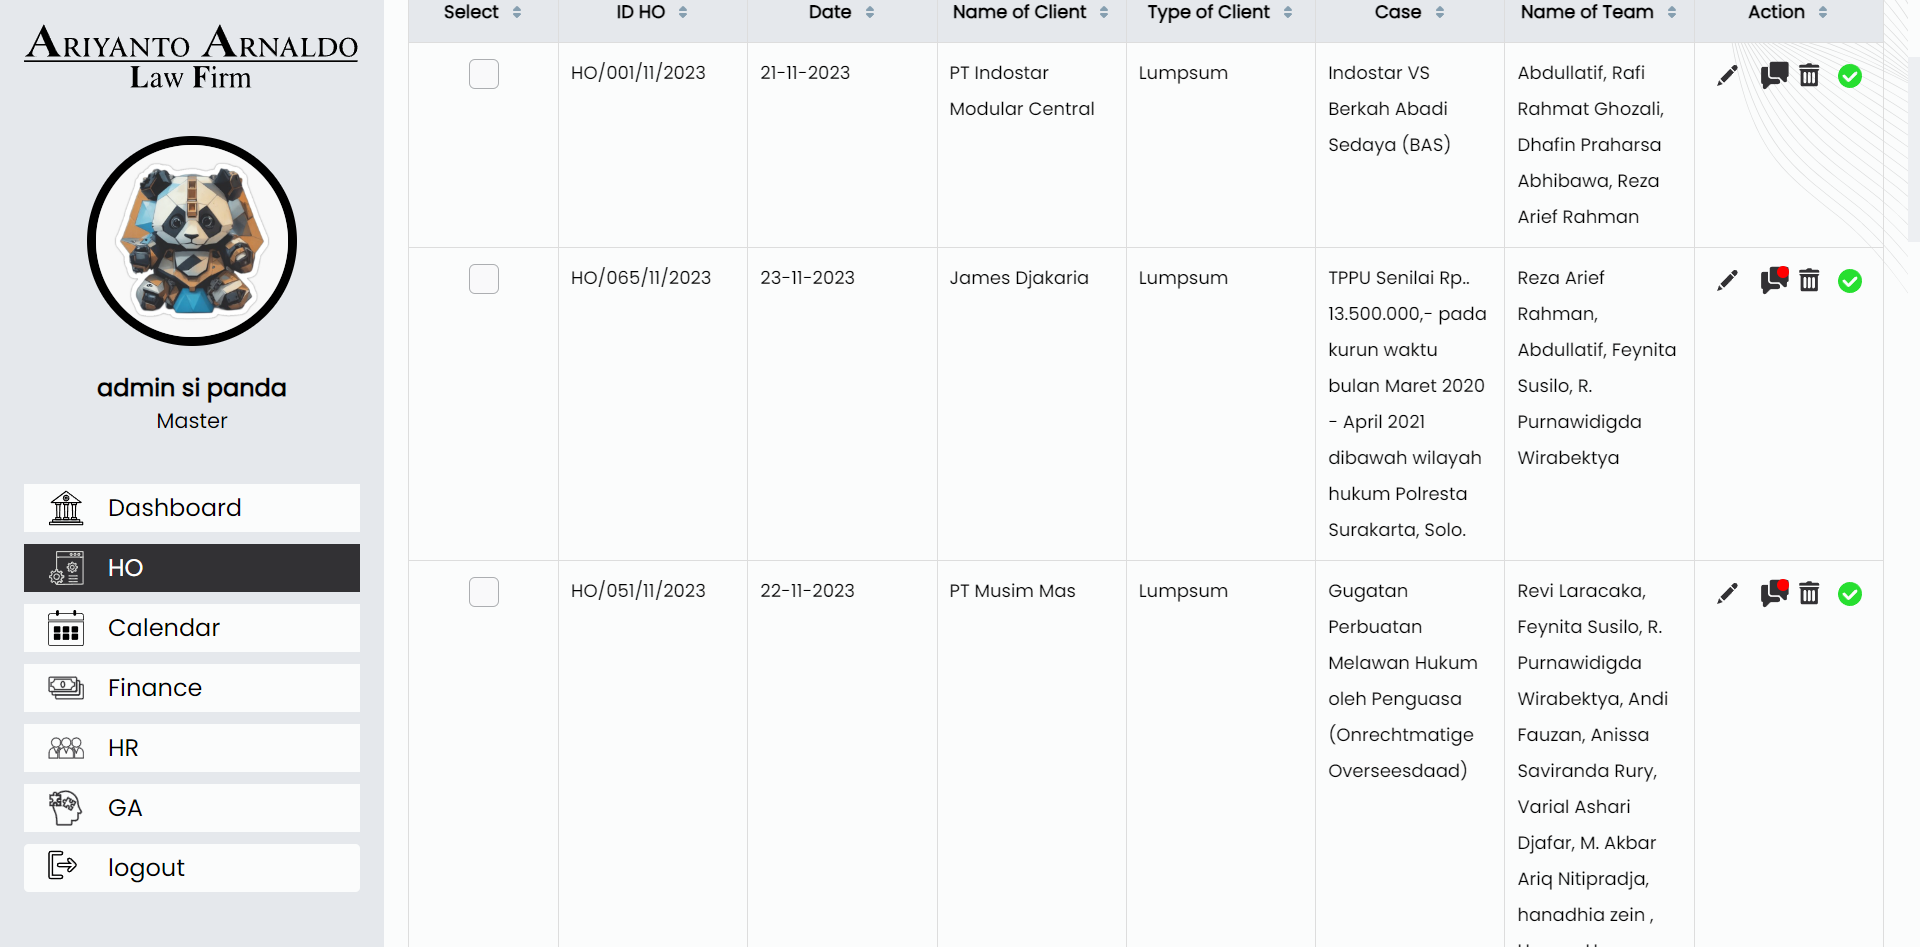 ARIYANTO ARNALDO
Law Firm
admin si panda
Master
Dashboard
HO
Calendar
Finance
HR
GA
logout
Select ID HO Date Name of Client Type of Client Case Name of Team Action
HO/001/11/2023
21-11-2023
PT Indostar
Modular Central
Lumpsum
Indostar VS
Berkah Abadi
Sedaya (BAS)
Abdullatif, Rafi
Rahmat Ghozali,
Dhafin Praharsa
Abhibawa, Reza
Arief Rahman
HO/065/11/2023
23-11-2023
James Djakaria
Lumpsum
TPPU Senilai Rp..
13.500.000,- pada
kurun waktu
bulan Maret 2020
- April 2021
dibawah wilayah
hukum Polresta
Surakarta, Solo.
Reza Arief
Rahman,
Abdullatif, Feynita
Susilo, R.
Purnawidigda
Wirabektya
HO/051/11/2023
22-11-2023
PT Musim Mas
Lumpsum
Gugatan
Perbuatan
Melawan Hukum
oleh Penguasa
(Onrechtmatige
Overseesdaad)
Revi Laracaka,
Feynita Susilo, R.
Purnawidigda
Wirabektya, Andi
Fauzan, Anissa
Saviranda Rury,
Varial Ashari
Djafar, M. Akbar
Ariq Nitipradja,
hanadhia zein ,